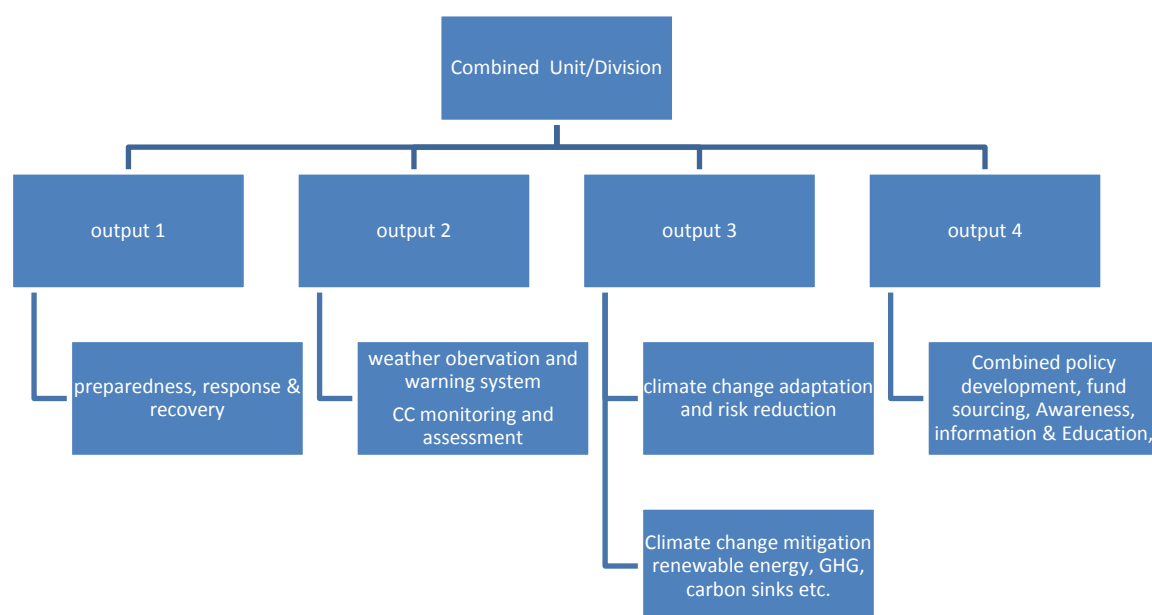 Combined Unit/Division
output 1
output 2
output 3
output 4
preparedness, response &
recovery
weather obervation and
warning system
CC monitoring and
assessment
climate change adaptation
and risk reduction
Combined policy
development, fund
sourcing, Awareness,
information & Education,
Climate change mitigation
renewable energy, GHG,
carbon sinks etc.